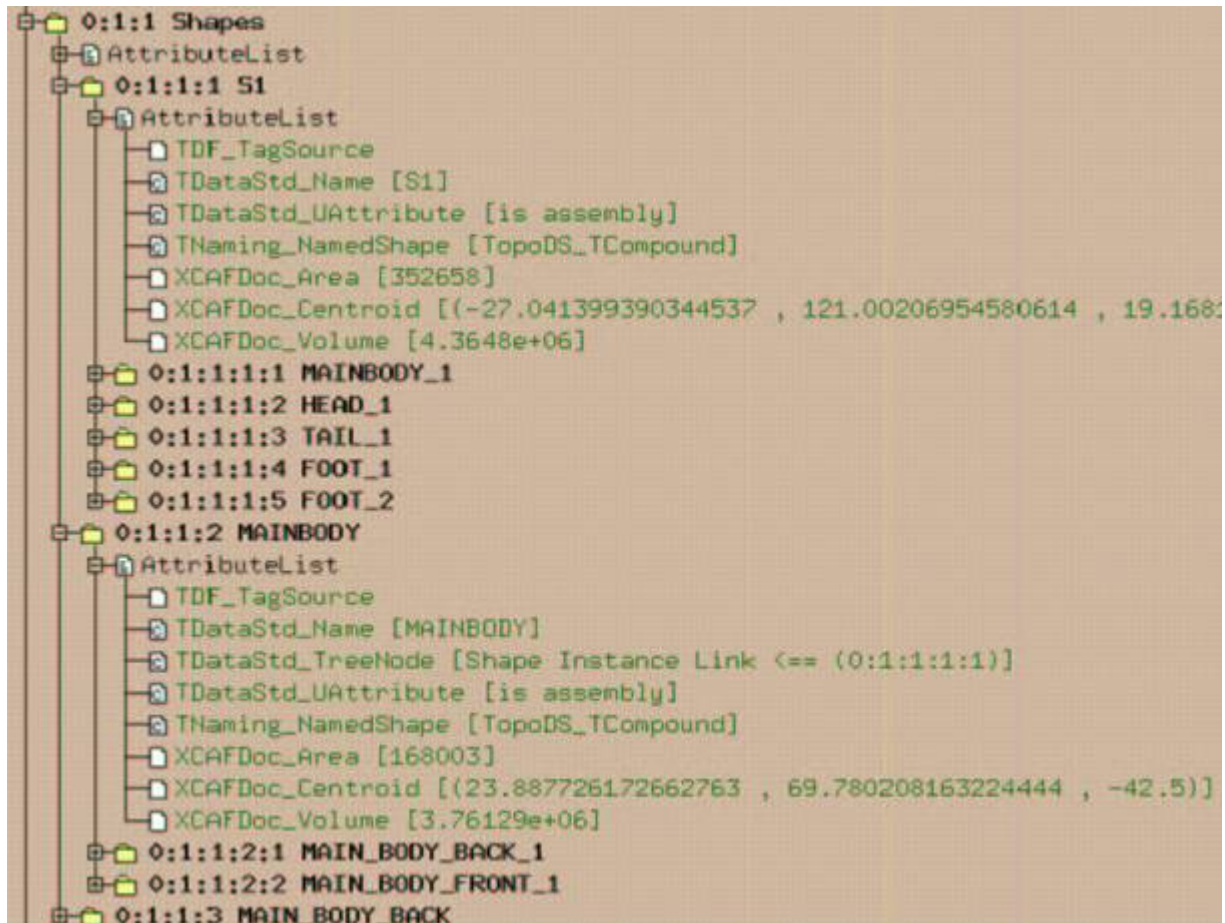 0:1:1 Shapes
AttributeList
0:1:1:1 S1
AttributeList
TDF_TagSource
TDataStd_Name [S1]
TDataStd_UAttribute [is assembly]
TNaming_NamedShape [TopoDS_TCompound]
XCAFDoc_Area [352658]
XCAFDoc_Centroid [(-27.041399390344537 , 121.00206954580614 , 19.1681
XCAFDoc_Volume [4.3648e+06]
0:1:1:1:1 MAINBODY_1
0:1:1:1:2 HEAD_1
0:1:1:1:3 TAIL_1
0:1:1:1:4 FOOT_1
0:1:1:1:5 FOOT_2
0:1:1:2 MAINBODY
AttributeList
TDF_TagSource
TDataStd_Name [MAINBODY]
TDataStd_TreeNode [Shape Instance Link <== (0:1:1:1:1)]
TDataStd_UAttribute [is assembly]
TNaming_NamedShape [TopoDS_TCompound]
XCAFDoc_Area [168003]
XCAFDoc_Centroid [(23.887726172662763 , 69.780208163224444 , -42.5)]
XCAFDoc_Volume [3.76129e+06]
0:1:1:2:1 MAIN_BODY_BACK_1
0:1:1:2:2 MAIN_BODY_FRONT_1
0:1:1:3 MAIN_BODY_BACK